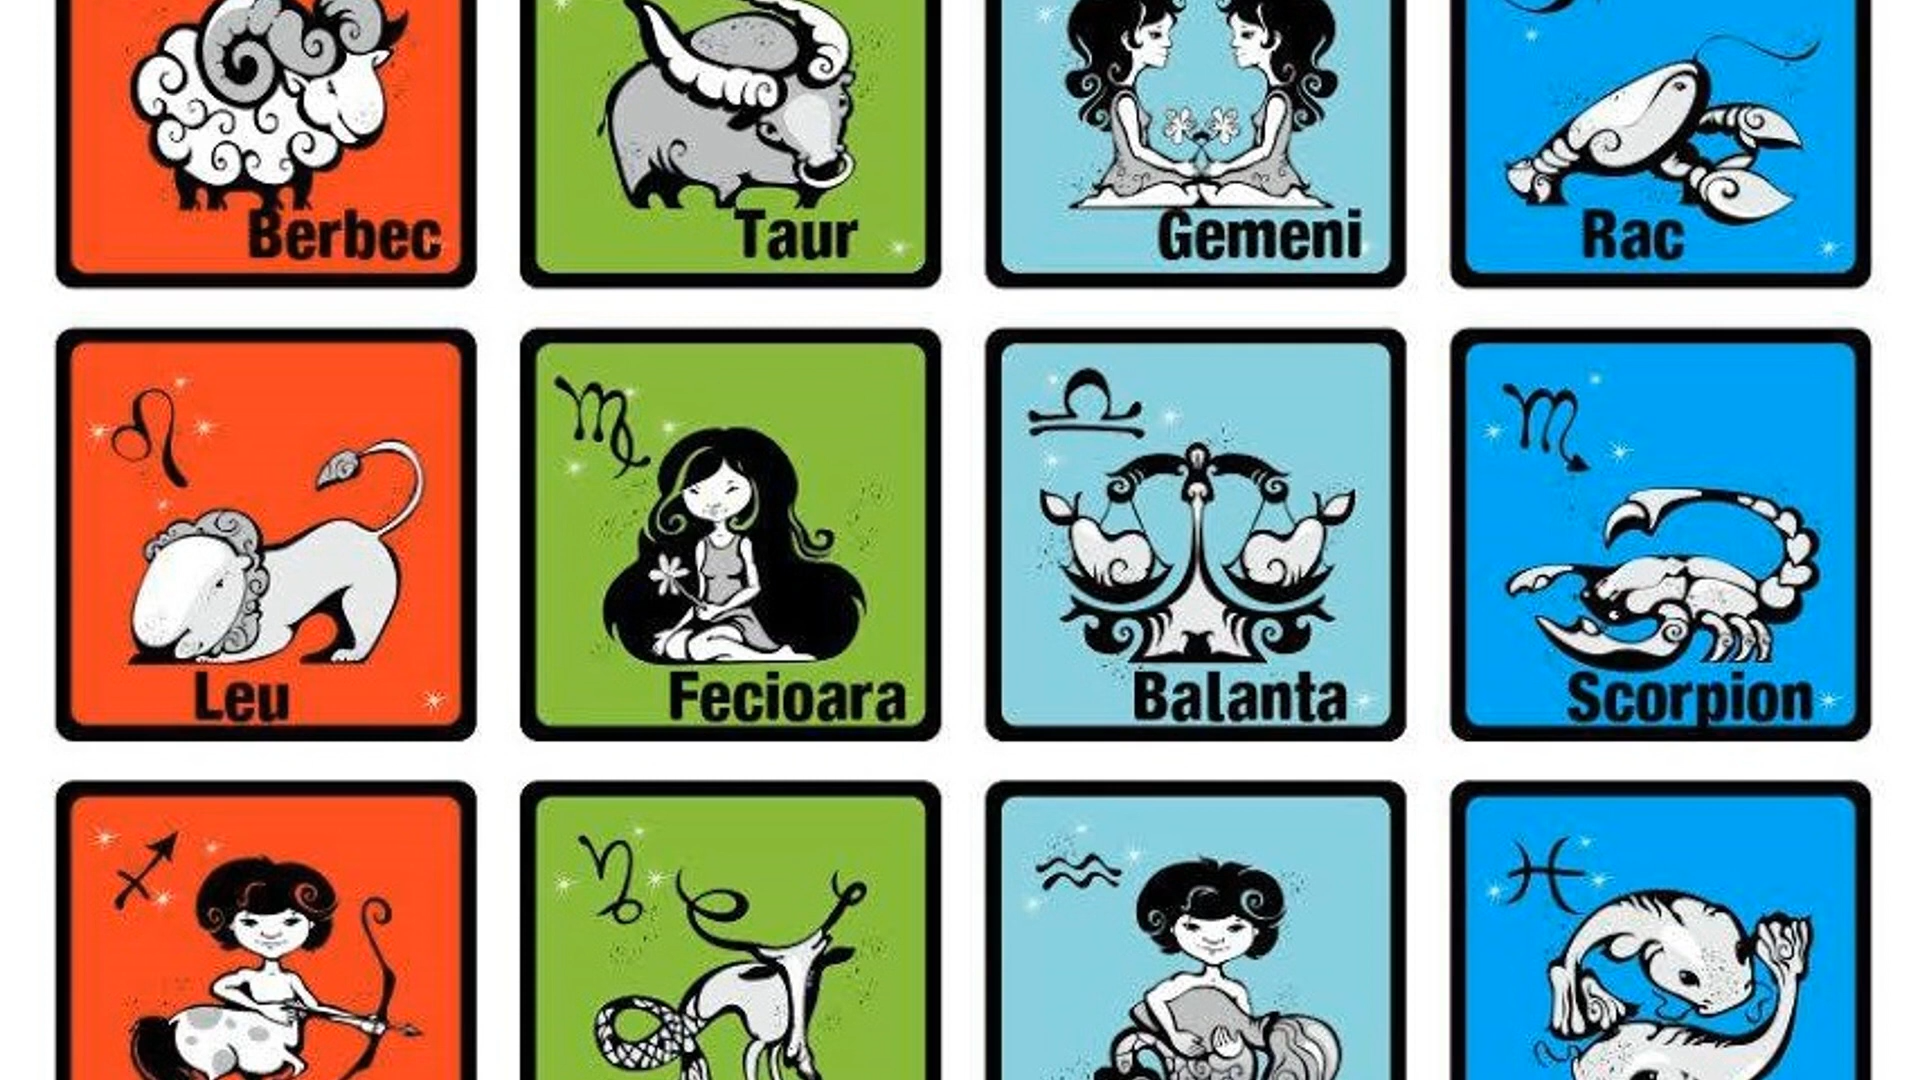 Berbec
Taur
Gemeni
Rac
Leu
Fecioara
Balanta
Scorpion